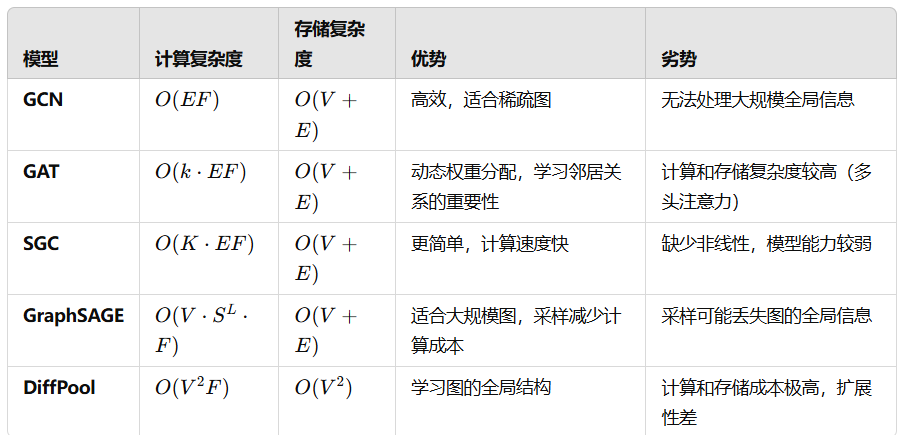 模型 计算复杂度 存储复杂度 优势 劣势
GCN O(EF) O(V + E) 高效，适合稀疏图 无法处理大规模全局信息
GAT O(k · EF) O(V + E) 动态权重分配，学习邻居关系的重要性 计算和存储复杂度较高（多头注意力）
SGC O(K · EF) O(V + E) 更简单，计算速度快 缺少非线性，模型能力较弱
GraphSAGE O(V · S^L · F) O(V + E) 适合大规模图，采样减少计算成本 采样可能丢失图的全局信息
DiffPool O(V²F) O(V²) 学习图的全局结构 计算和存储成本极高，扩展性差